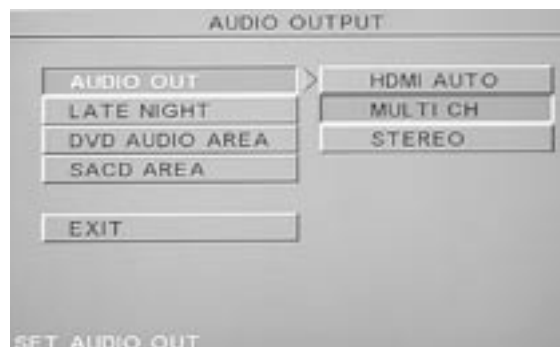 AUDIO OUTPUT
AUDIO OUT > HDMI AUTO
LATE NIGHT MULTI CH
DVD AUDIO AREA STEREO
SACD AREA
EXIT
SET AUDIO OUT